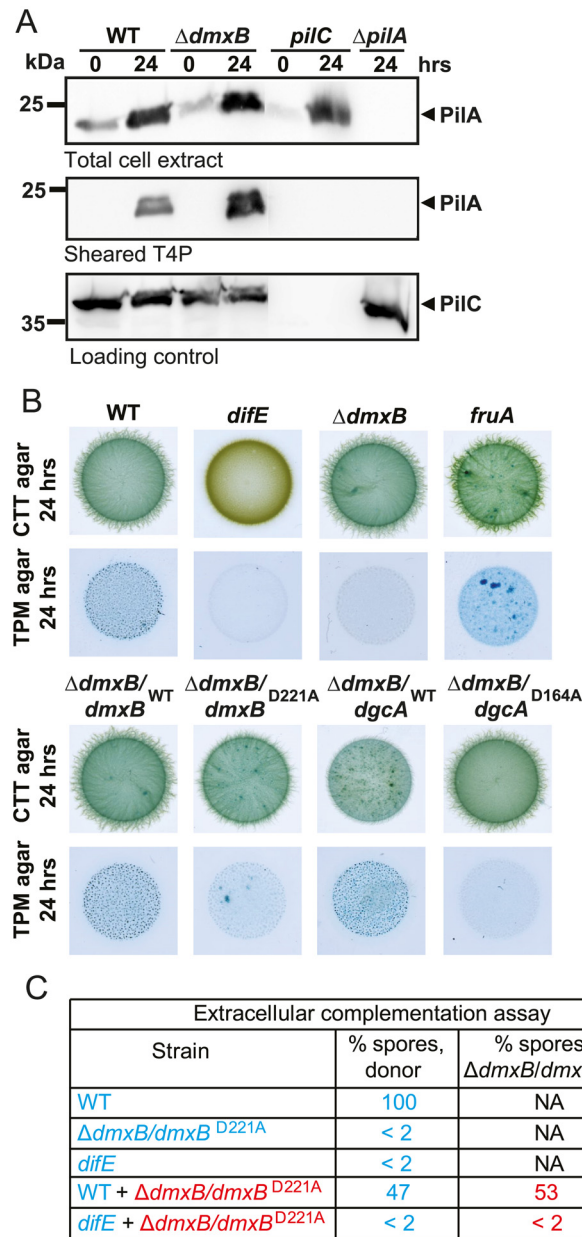 A
WT ΔdmxB pilC ΔpilA
kDa 0 24 0 24 0 24 24 hrs
25 PilA
Total cell extract
25 PilA
Sheared T4P
PilC
35
Loading control
B
WT difE ΔdmxB fruA
CTT agar
24 hrs
TPM agar
24 hrs
ΔdmxB/WT ΔdmxB/ ΔdmxB/WT ΔdmxB/
dmxB dmxB D221A dgcA dgcA D164A
CTT agar
24 hrs
TPM agar
24 hrs
C
Extracellular complementation assay
Strain % spores, donor % spores ΔdmxB/dmx
WT 100 NA
ΔdmxB/dmxB D221A < 2 NA
difE < 2 NA
WT + ΔdmxB/dmxB D221A 47 53
difE + ΔdmxB/dmxB D221A < 2 < 2